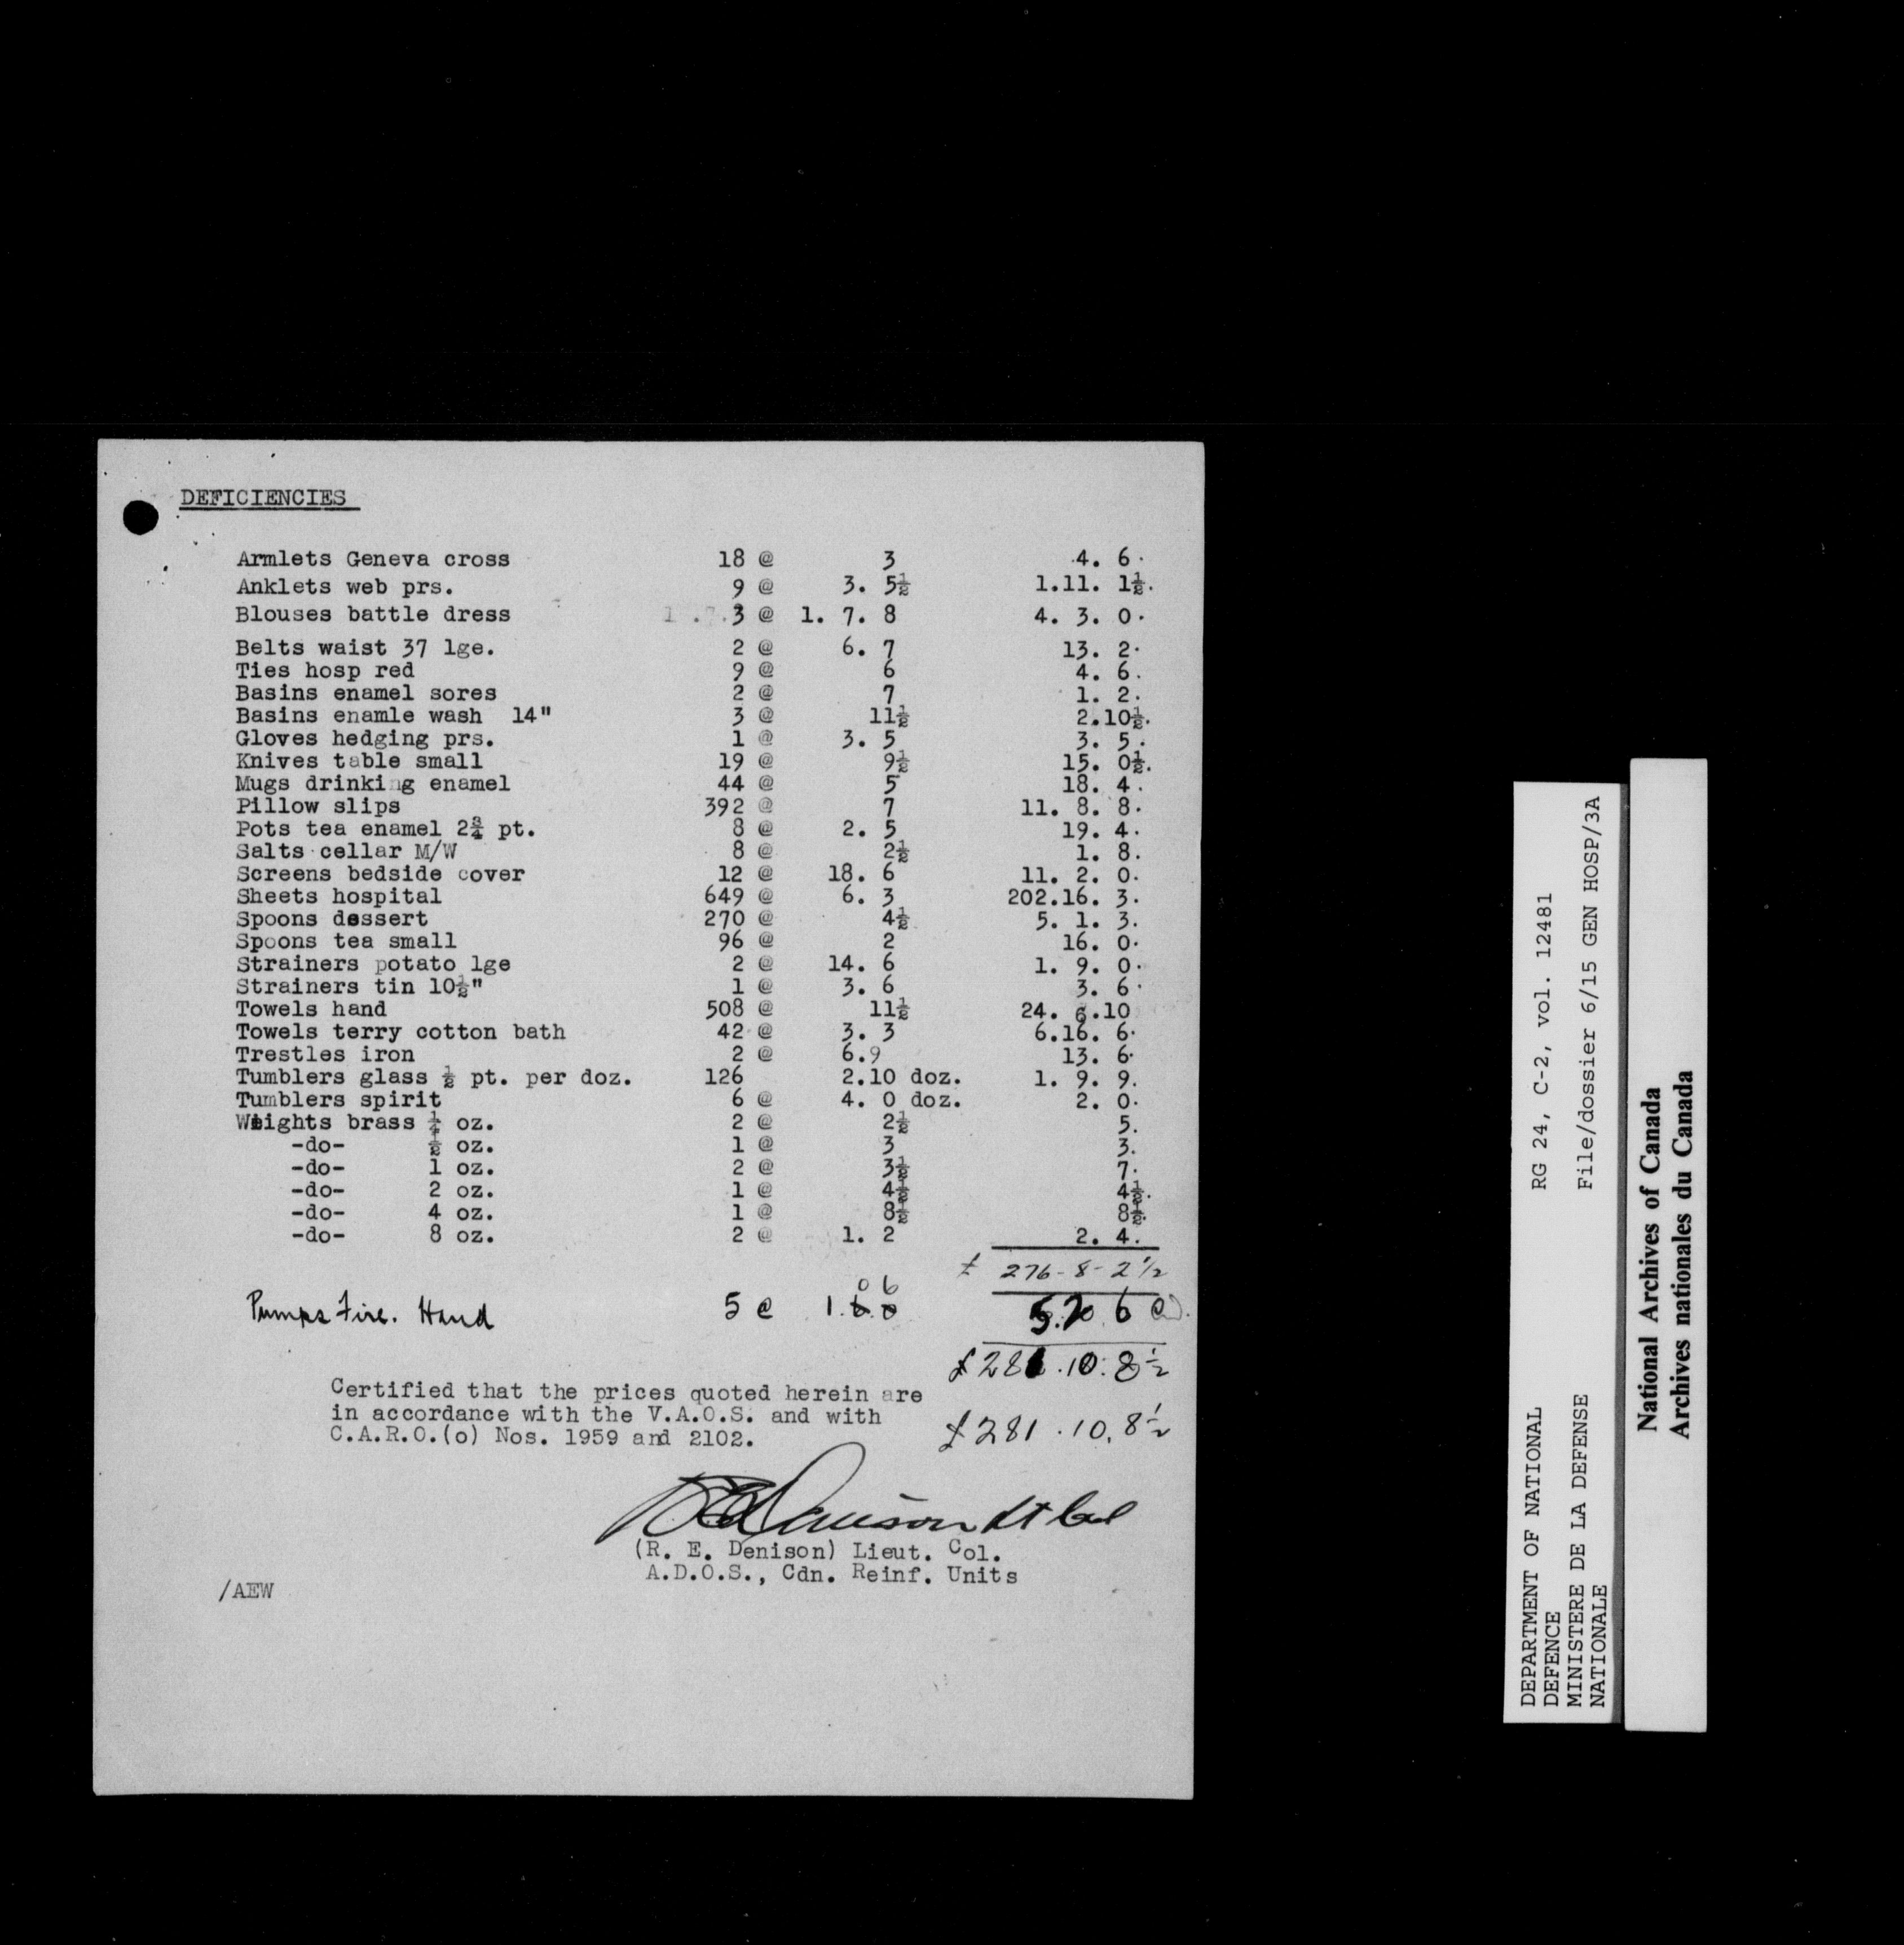 DEFICIENCIES
Armlets Geneva cross 18 @ 3 4. 6.
Anklets web prs. 9 @ 3. 5½ 1.11. 1½.
Blouses battle dress 3 @ 1. 7. 8 4. 3. 0.
Belts waist 37 lge. 2 @ 6. 7 13. 2.
Ties hosp red 9 @ 6 4. 6.
Basins enamel sores 2 @ 7 1. 2.
Basins enamle wash 14" 3 @ 11½ 2.10½.
Gloves hedging prs. 1 @ 3. 5 3. 5.
Knives table small 19 @ 9½ 15. 0½.
Mugs drinking enamel 44 @ 5 18. 4.
Pillow slips 392 @ 7 11. 8. 8.
Pots tea enamel 2¾ pt. 8 @ 2. 5 19. 4.
Salts cellar M/W 8 @ 2½ 1. 8.
Screens bedside cover 12 @ 18. 6 11. 2. 0.
Sheets hospital 649 @ 6. 3 202.16. 3.
Spoons dessert 270 @ 4½ 5. 1. 3.
Spoons tea small 96 @ 2 16. 0.
Strainers potato lge 2 @ 14. 6 1. 9. 0.
Strainers tin 10½" 1 @ 3. 6 3. 6.
Towels hand 508 @ 11½ 24. 6.10
Towels terry cotton bath 42 @ 3. 3 6.16. 6.
Trestles iron 2 @ 6.9 13. 6.
Tumblers glass ½ pt. per doz. 126 2.10 doz. 1. 9. 9.
Tumblers spirit 6 @ 4. 0 doz. 2. 0.
Weights brass ¼ oz. 2 @ 2½ 5.
-do- ½ oz. 1 @ 3 3.
-do- 1 oz. 2 @ 3½ 7.
-do- 2 oz. 1 @ 4½ 4½.
-do- 4 oz. 1 @ 8½ 8½.
-do- 8 oz. 2 @ 1. 2 2. 4.
£ 276-8-2½
Pumps Fire. Hand 5 @ 1. 0 6 5. 2 6
£281.10.8½
Certified that the prices quoted herein are
in accordance with the V.A.O.S. and with
C.A.R.O.(o) Nos. 1959 and 2102.
£281.10.8½
R E Denison Lt Col
(R. E. Denison) Lieut. Col.
A.D.O.S., Cdn. Reinf. Units
/AEW
DEPARTMENT OF NATIONAL DEFENCE
MINISTERE DE LA DEFENSE NATIONALE
RG 24, C-2, vol. 12481
File/dossier 6/15 GEN HOSP/3A
National Archives of Canada
Archives nationales du Canada